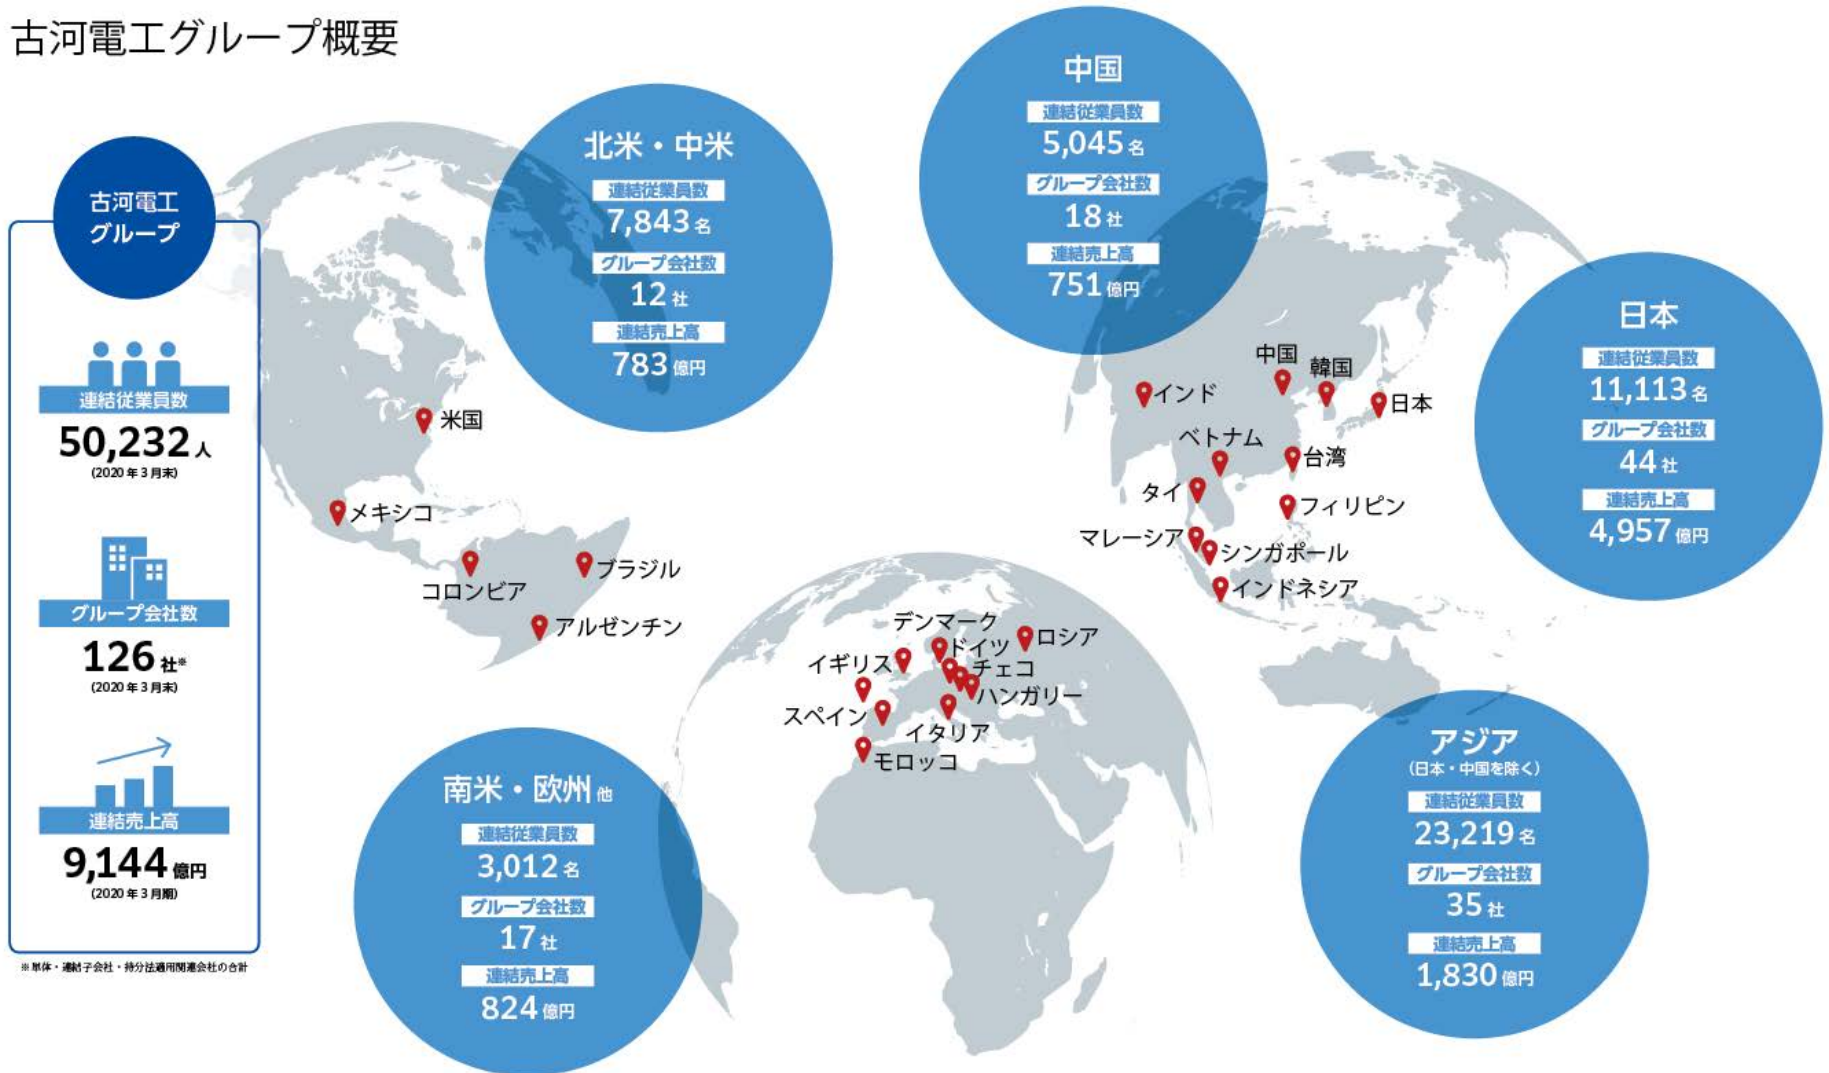 古河電工グループ概要
古河電工
グループ
連結従業員数
50,232人
(2020年3月末)
グループ会社数
126社※
(2020年3月末)
連結売上高
9,144億円
(2020年3月期)
※単体・連結子会社・持分法適用関連会社の合計
北米・中米
連結従業員数
7,843名
グループ会社数
12社
連結売上高
783億円
中国
連結従業員数
5,045名
グループ会社数
18社
連結売上高
751億円
日本
連結従業員数
11,113名
グループ会社数
44社
連結売上高
4,957億円
米国
メキシコ
コロンビア
ブラジル
アルゼンチン
中国
韓国
インド
日本
ベトナム
台湾
タイ
フィリピン
マレーシア
シンガポール
インドネシア
デンマーク
ロシア
ドイツ
イギリス
チェコ
ハンガリー
スペイン
イタリア
モロッコ
南米・欧州他
連結従業員数
3,012名
グループ会社数
17社
連結売上高
824億円
アジア
(日本・中国を除く)
連結従業員数
23,219名
グループ会社数
35社
連結売上高
1,830億円